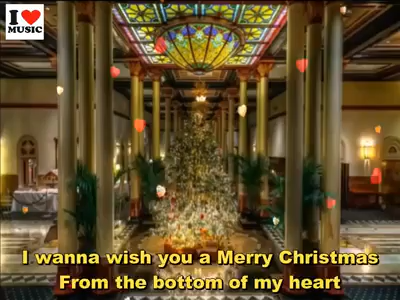 I ❤ MUSIC
I wanna wish you a Merry Christmas
From the bottom of my heart